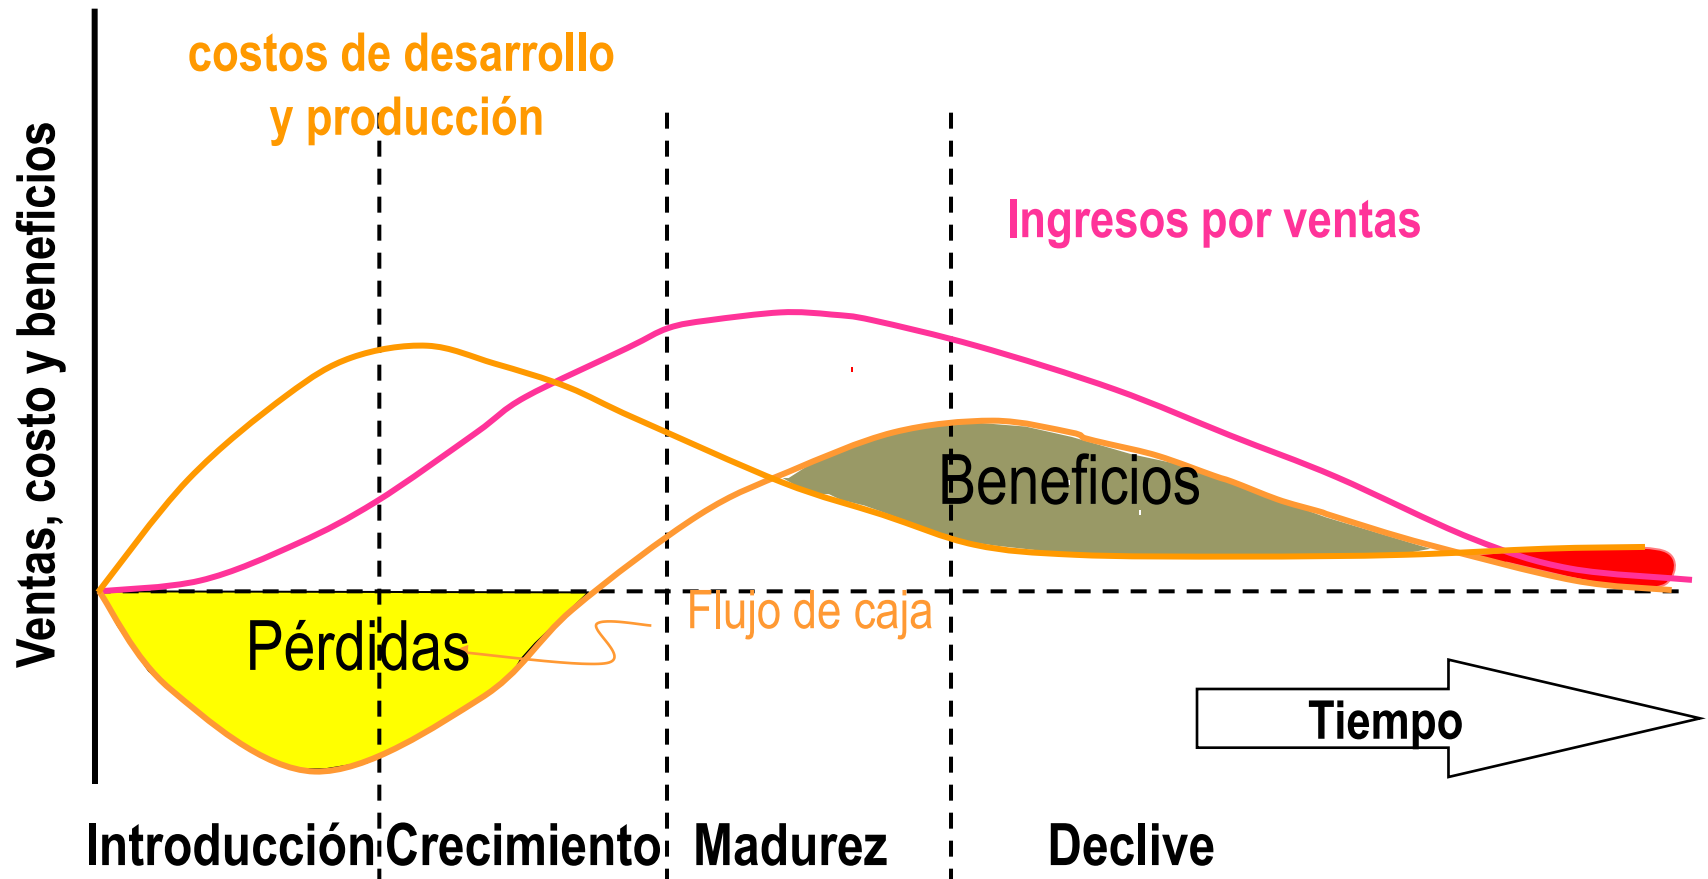 costos de desarrollo
y producción
Ventas, costo y beneficios
Ingresos por ventas
Beneficios
Flujo de caja
Pérdidas
Tiempo
Introducción
Crecimiento
Madurez
Declive